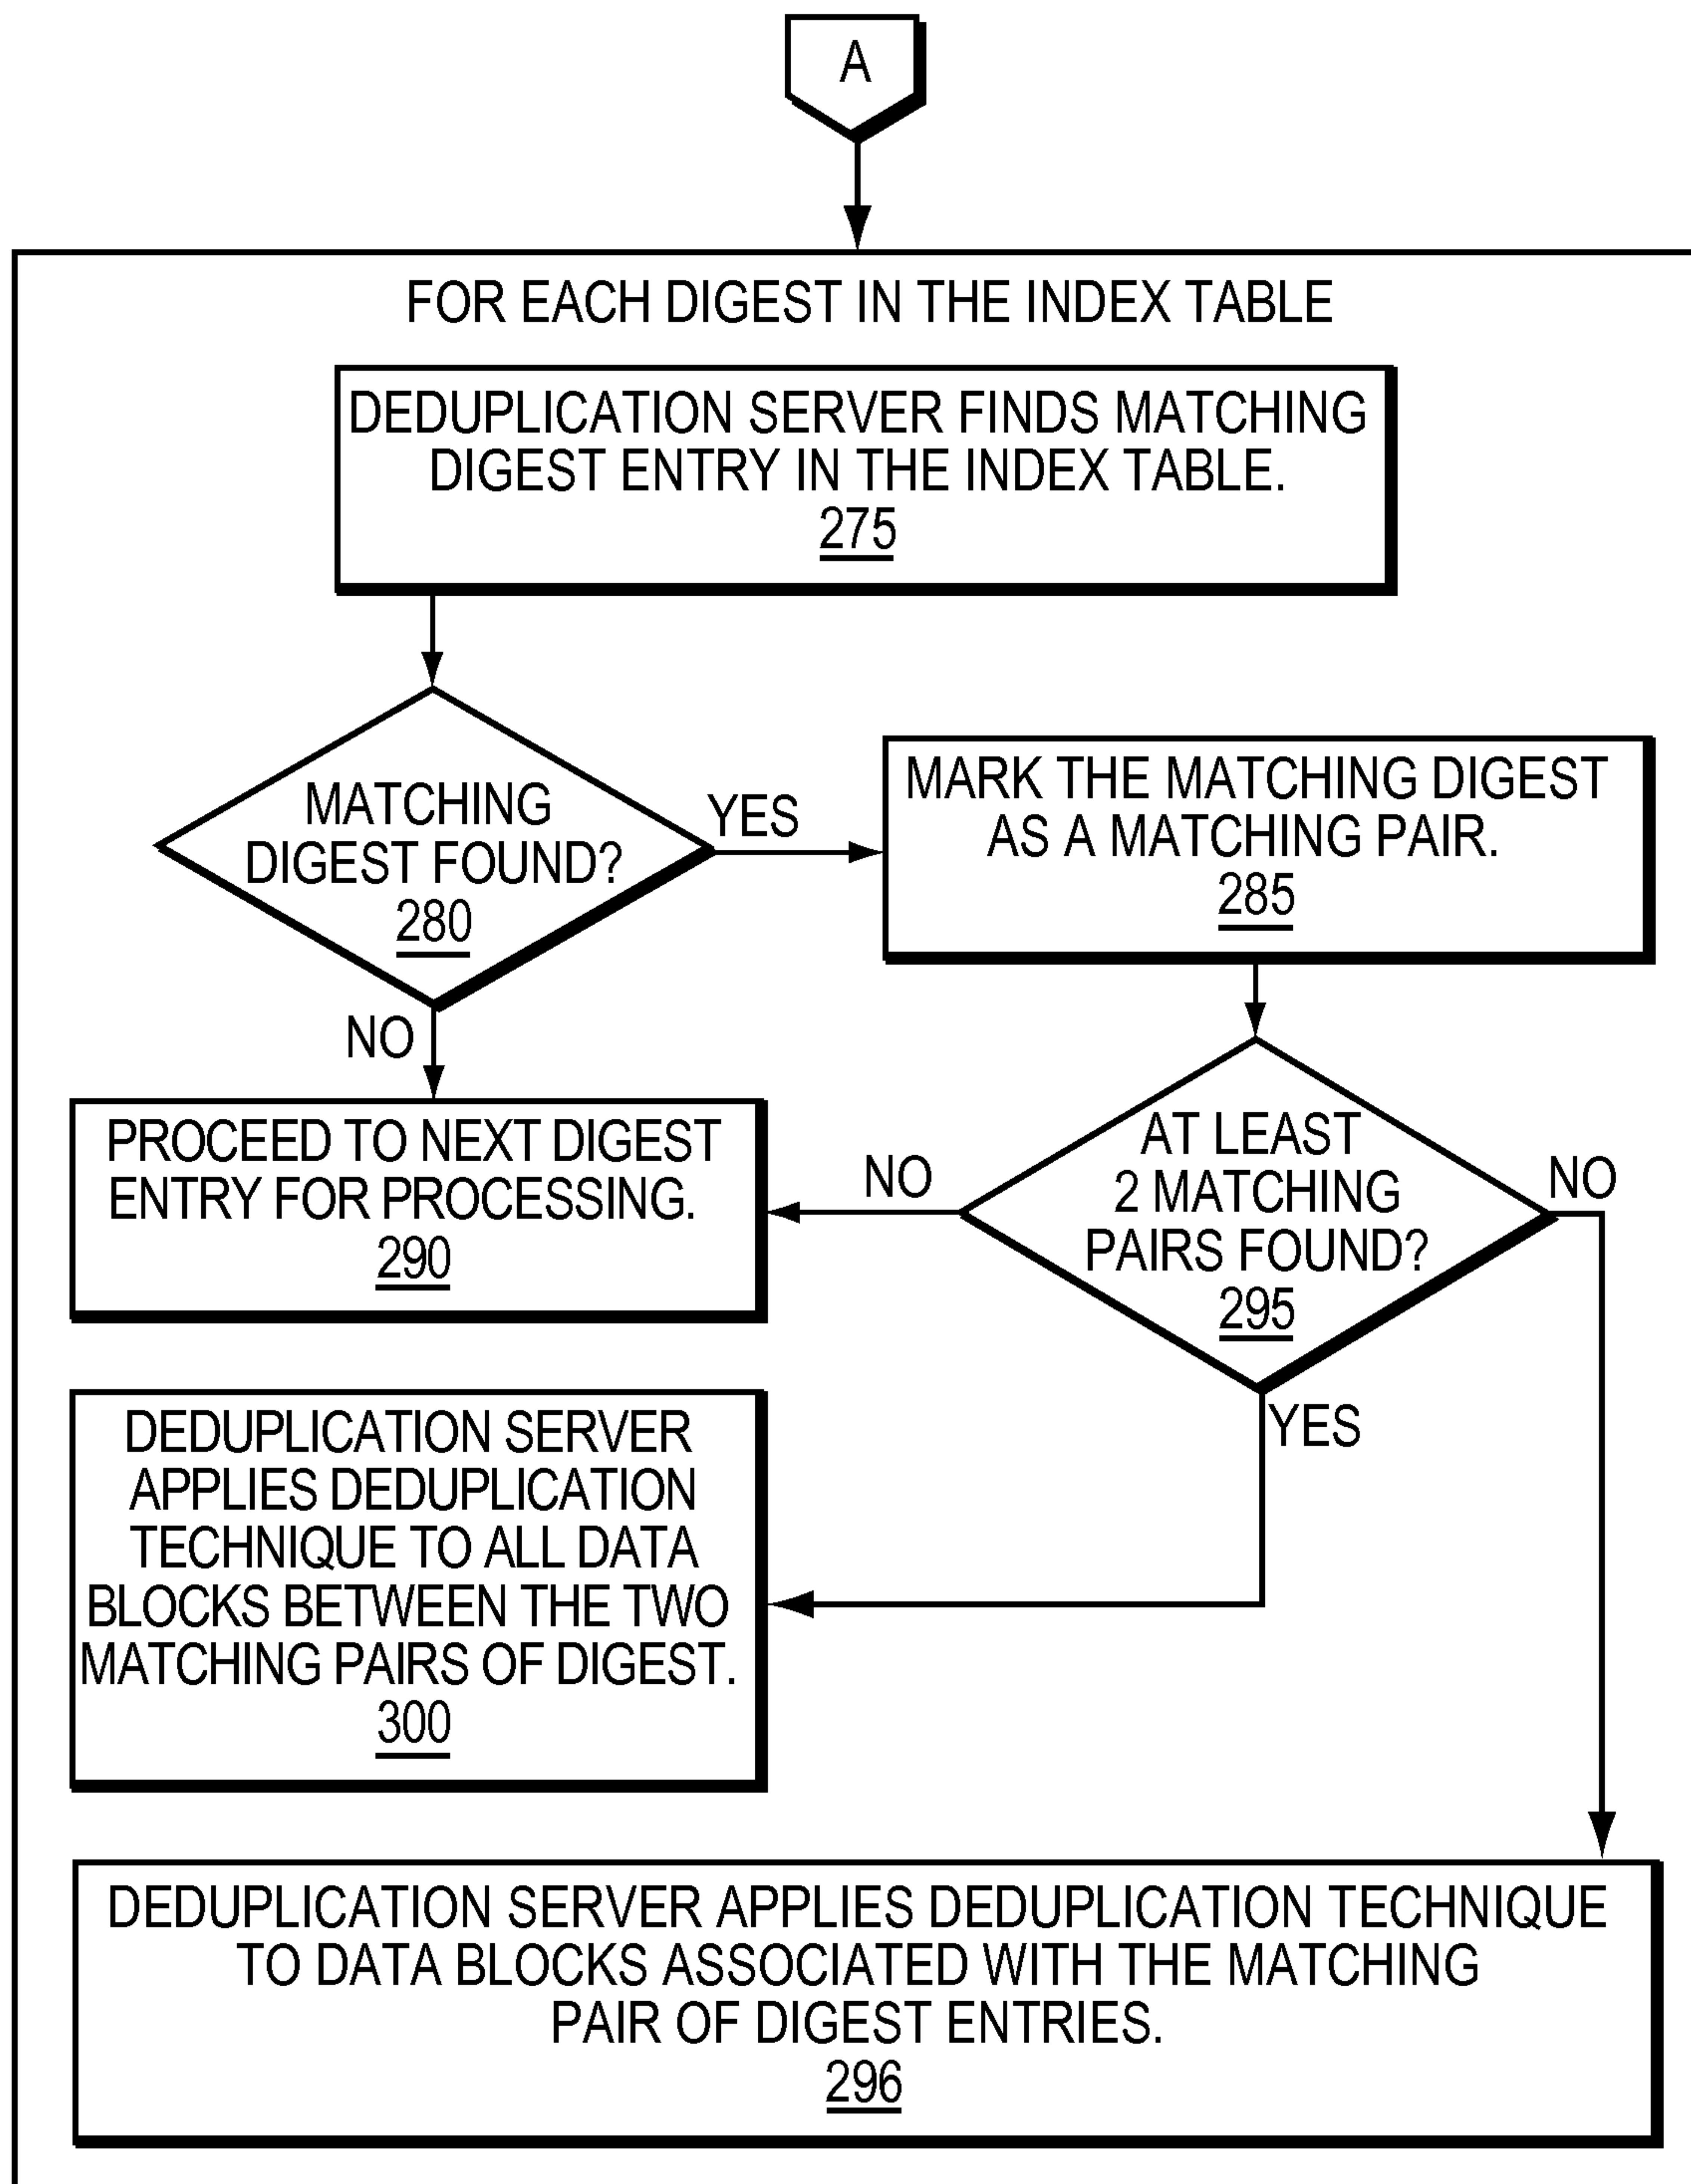 A
FOR EACH DIGEST IN THE INDEX TABLE
DEDUPLICATION SERVER FINDS MATCHING
DIGEST ENTRY IN THE INDEX TABLE.
275
MATCHING
DIGEST FOUND?
280
YES
NO
MARK THE MATCHING DIGEST
AS A MATCHING PAIR.
285
PROCEED TO NEXT DIGEST
ENTRY FOR PROCESSING.
290
NO
AT LEAST
2 MATCHING
PAIRS FOUND?
295
NO
YES
DEDUPLICATION SERVER
APPLIES DEDUPLICATION
TECHNIQUE TO ALL DATA
BLOCKS BETWEEN THE TWO
MATCHING PAIRS OF DIGEST.
300
DEDUPLICATION SERVER APPLIES DEDUPLICATION TECHNIQUE
TO DATA BLOCKS ASSOCIATED WITH THE MATCHING
PAIR OF DIGEST ENTRIES.
296